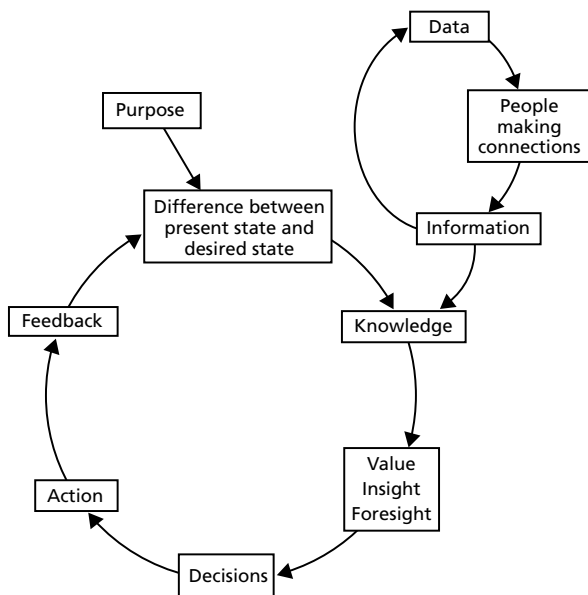 Data
People
making
connections
Purpose
Difference between
present state and
desired state
Information
Feedback
Knowledge
Value
Insight
Foresight
Action
Decisions